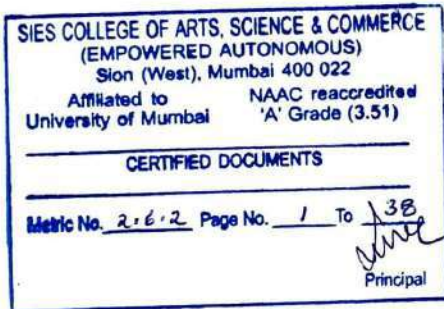 SIES COLLEGE OF ARTS, SCIENCE & COMMERCE
(EMPOWERED AUTONOMOUS)
Sion (West), Mumbai 400 022
Affiliated to NAAC reaccredited
University of Mumbai 'A' Grade (3.51)
CERTIFIED DOCUMENTS
Metric No. 2.6.2 Page No. 1 To 138
Principal